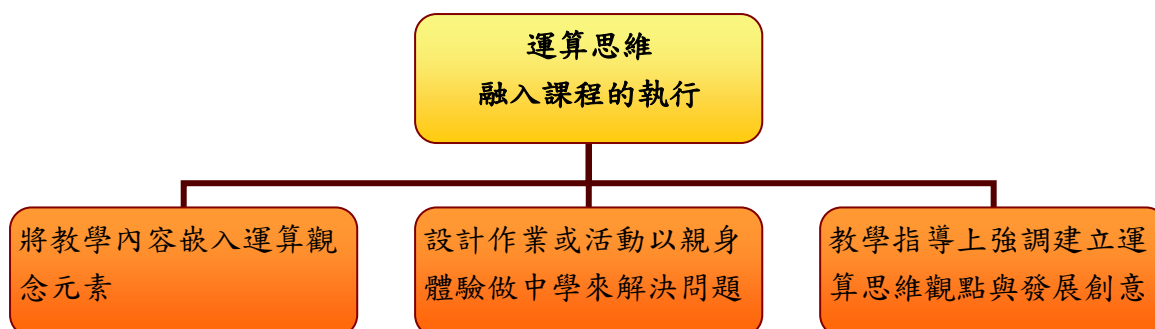 運算思維
融入課程的執行
將教學內容嵌入運算觀
念元素
設計作業或活動以親身
體驗做中學來解決問題
教學指導上強調建立運
算思維觀點與發展創意